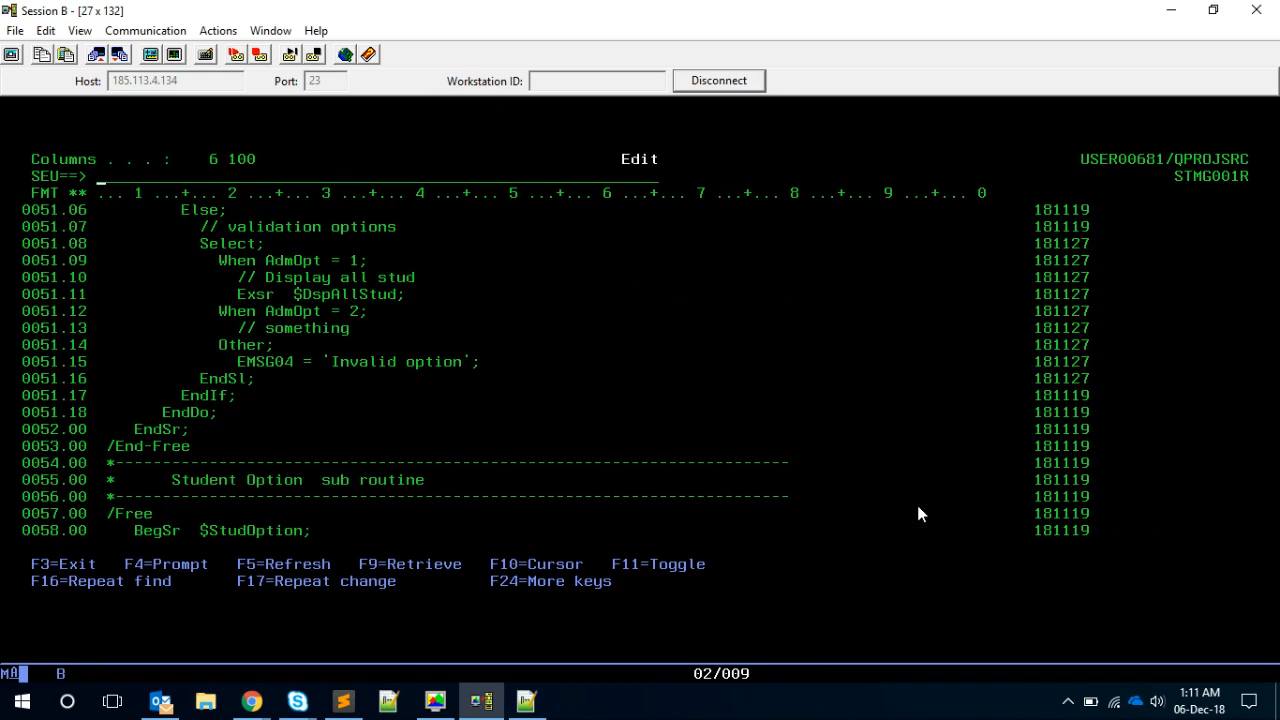 Session B - [27 x 132]
File Edit View Communication Actions Window Help
Host: 185.113.4.134 Port: 23 Workstation ID: Disconnect
Columns . . . : 6 100 Edit USER00681/QPROJSRC
SEU==> STMG001R
FMT ** ... 1 ...+... 2 ...+... 3 ...+... 4 ...+... 5 ...+... 6 ...+... 7 ...+... 8 ...+... 9 ...+... 0
0051.06 Else; 181119
0051.07 // validation options 181119
0051.08 Select; 181127
0051.09 When AdmOpt = 1; 181127
0051.10 // Display all stud 181127
0051.11 Exsr $DspAllStud; 181127
0051.12 When AdmOpt = 2; 181127
0051.13 // something 181127
0051.14 Other; 181127
0051.15 EMSG04 = 'Invalid option'; 181127
0051.16 EndSl; 181127
0051.17 EndIf; 181119
0051.18 EndDo; 181119
0052.00 EndSr; 181119
0053.00 /End-Free 181119
0054.00 *------------------------------------------------------------------------ 181119
0055.00 * Student Option sub routine 181119
0056.00 *------------------------------------------------------------------------ 181119
0057.00 /Free 181119
0058.00 BegSr $StudOption; 181119
F3=Exit F4=Prompt F5=Refresh F9=Retrieve F10=Cursor F11=Toggle
F16=Repeat find F17=Repeat change F24=More keys
MA B 02/009
1:11 AM
06-Dec-18